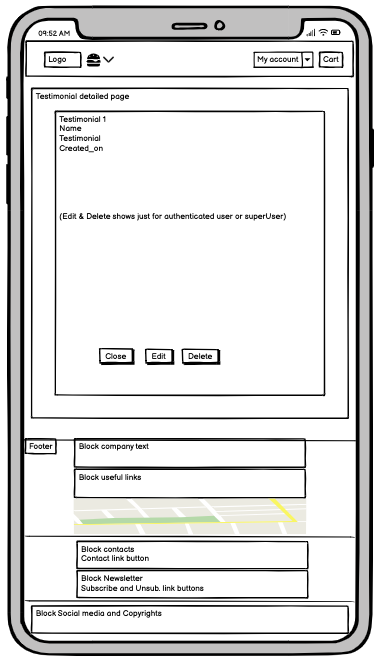 09:52 AM
Logo
My account
Cart
Testimonial detailed page
Testimonial 1
Name
Testimonial
Created_on
(Edit & Delete shows just for authenticated user or superUser)
Close
Edit
Delete
Footer
Block company text
Block useful links
Block contacts
Contact link button
Block Newsletter
Subscribe and Unsub. link buttons
Block Social media and Copyrights